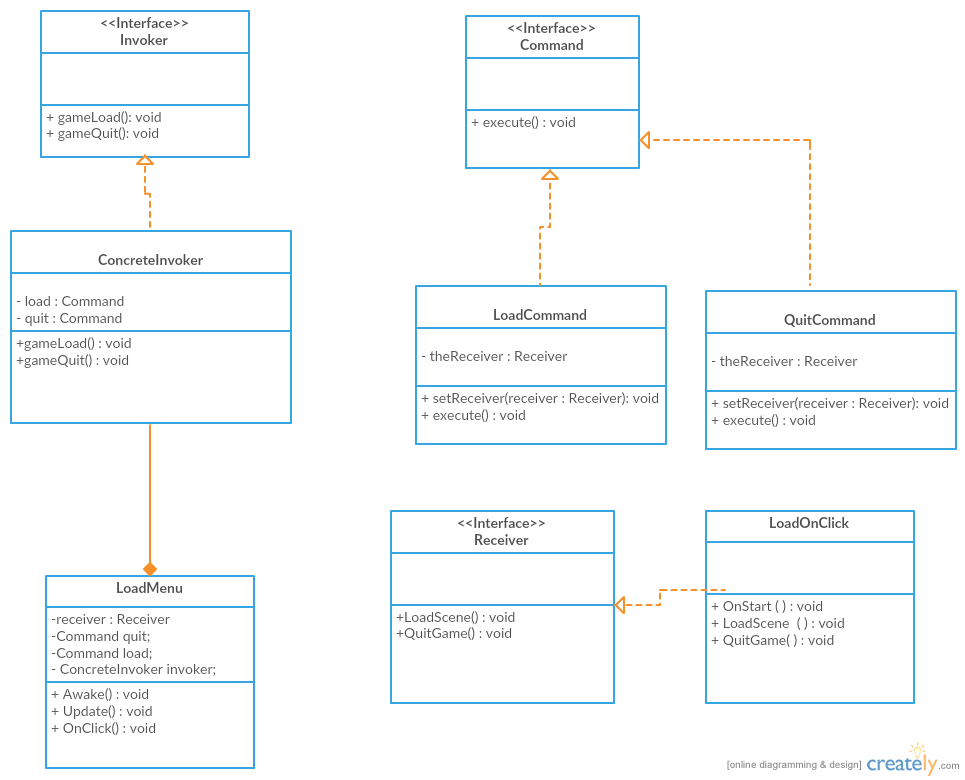 <<Interface>>
Invoker
+ gameLoad(): void
+ gameQuit(): void
<<Interface>>
Command
+ execute() : void
ConcreteInvoker
- load : Command
- quit : Command
+gameLoad() : void
+gameQuit() : void
LoadCommand
- theReceiver : Receiver
+ setReceiver(receiver : Receiver): void
+ execute() : void
QuitCommand
- theReceiver : Receiver
+ setReceiver(receiver : Receiver): void
+ execute() : void
<<Interface>>
Receiver
+LoadScene() : void
+QuitGame() : void
LoadOnClick
+ OnStart ( ) : void
+ LoadScene  ( ) : void
+ QuitGame( ) : void
LoadMenu
-receiver : Receiver
-Command quit;
-Command load;
- ConcreteInvoker invoker;
+ Awake() : void
+ Update() : void
+ OnClick() : void
[online diagramming & design] creately.com